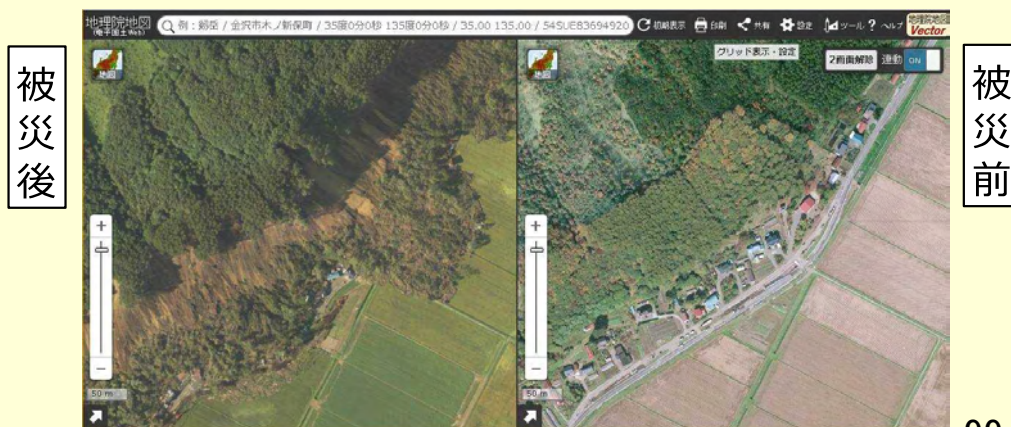 地理院地図
(電子国土Web)
例：剱岳 / 金沢市木ノ新保町 / 35度0分0秒 135度0分0秒 / 35.00 135.00 / 54SUE83694920
初期表示
印刷
共有
設定
ツール
? ヘルプ
地理院地図
Vector
グリッド表示・設定
2画面解除
連動 ON
地図
地図
被災後
被災前
+
−
50 m
+
−
50 m